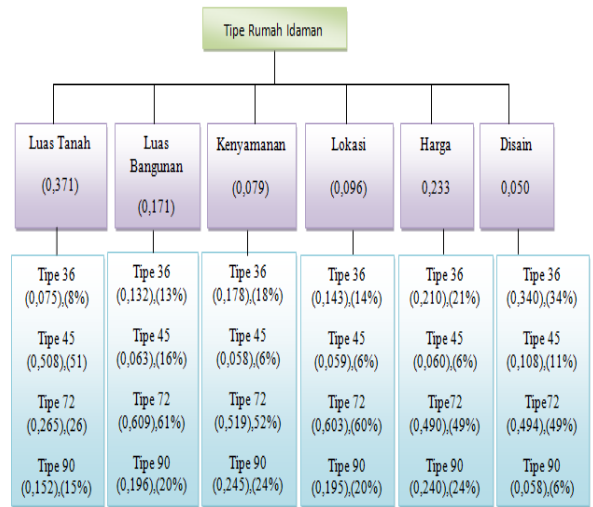 Tipe Rumah Idaman
Luas Tanah
(0,371)
Luas
Bangunan
(0,171)
Kenyamanan
(0,079)
Lokasi
(0,096)
Harga
0,233
Disain
0,050
Tipe 36
(0,075),(8%)
Tipe 45
(0,508),(51)
Tipe 72
(0,265),(26)
Tipe 90
(0,152),(15%)
Tipe 36
(0,132),(13%)
Tipe 45
(0,063),(16%)
Tipe 72
(0,609),61%)
Tipe 90
(0,196),(20%)
Tipe 36
(0,178),(18%)
Tipe 45
(0,058),(6%)
Tipe 72
(0,519),52%)
Tipe 90
(0,245),(24%)
Tipe 36
(0,143),(14%)
Tipe 45
(0,059),(6%)
Tipe 72
(0,603),(60%)
Tipe 90
(0,195),(20%)
Tipe 36
(0,210),(21%)
Tipe 45
(0,060),(6%)
Tipe72
(0,490),(49%)
Tipe 90
(0,240),(24%)
Tipe 36
(0,340),(34%)
Tipe 45
(0,108),(11%)
Tipe72
(0,494),(49%)
Tipe 90
(0,058),(6%)